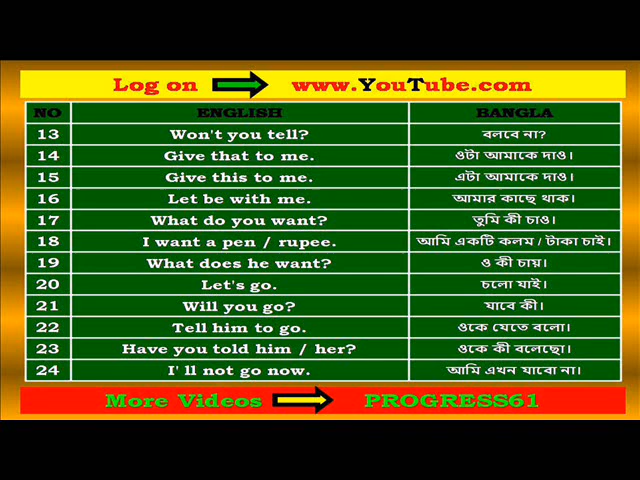 Log on www.YouTube.com
NO ENGLISH BANGLA
13 Won't you tell? বলবে না?
14 Give that to me. ওটা আমাকে দাও।
15 Give this to me. এটা আমাকে দাও।
16 Let be with me. আমার কাছে থাক।
17 What do you want? তুমি কী চাও।
18 I want a pen / rupee. আমি একটি কলম / টাকা চাই।
19 What does he want? ও কী চায়।
20 Let's go. চলো যাই।
21 Will you go? যাবে কী।
22 Tell him to go. ওকে যেতে বলো।
23 Have you told him / her? ওকে কী বলেছো।
24 I' ll not go now. আমি এখন যাবো না।
More Videos PROGRESS61